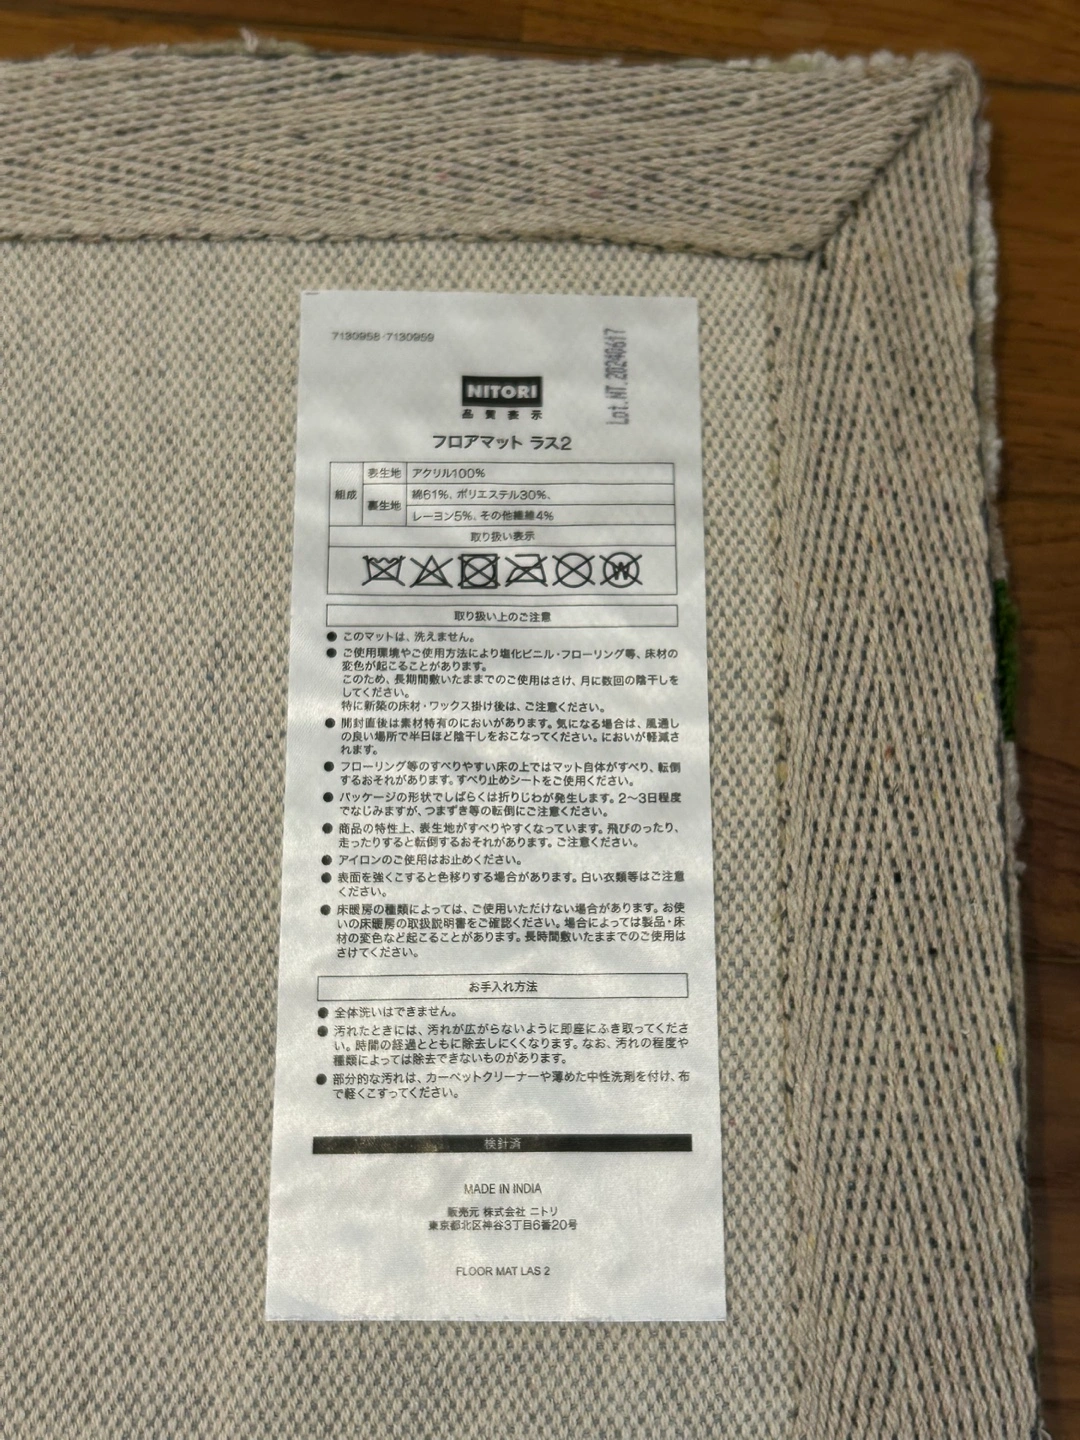 7130958・7130959
Lot.NT.20240617
NITORI
品質表示
フロアマット ラス2
組成
表生地
アクリル100%
裏生地
綿61%、ポリエステル30%、
レーヨン5%、その他繊維4%
取り扱い表示
W
取り扱い上のご注意
● このマットは、洗えません。
● ご使用環境やご使用方法により塩化ビニル・フローリング等、床材の
変色が起こることがあります。
このため、長期間敷いたままでのご使用はさけ、月に数回の陰干しを
してください。
特に新築の床材・ワックス掛け後は、ご注意ください。
● 開封直後は素材特有のにおいがあります。気になる場合は、風通し
の良い場所で半日ほど陰干しをおこなってください。においが軽減さ
れます。
● フローリング等のすべりやすい床の上ではマット自体がすべり、転倒
するおそれがあります。すべり止めシートをご使用ください。
● パッケージの形状でしばらくは折りじわが発生します。2～3日程度
でなじみますが、つまずき等の転倒にご注意ください。
● 商品の特性上、表生地がすべりやすくなっています。飛びのったり、
走ったりすると転倒するおそれがあります。ご注意ください。
● アイロンのご使用はお止めください。
● 表面を強くこすると色移りする場合があります。白い衣類等はご注意
ください。
● 床暖房の種類によっては、ご使用いただけない場合があります。お使
いの床暖房の取扱説明書をご確認ください。場合によっては製品・床
材の変色など起こることがあります。長時間敷いたままでのご使用は
さけてください。
お手入れ方法
● 全体洗いはできません。
● 汚れたときには、汚れが広がらないように即座にふき取ってくださ
い。時間の経過とともに除去しにくくなります。なお、汚れの程度や
種類によっては除去できないものがあります。
● 部分的な汚れは、カーペットクリーナーや薄めた中性洗剤を付け、布
で軽くこすってください。
検針済
MADE IN INDIA
販売元 株式会社 ニトリ
東京都北区神谷3丁目6番20号
FLOOR MAT LAS 2